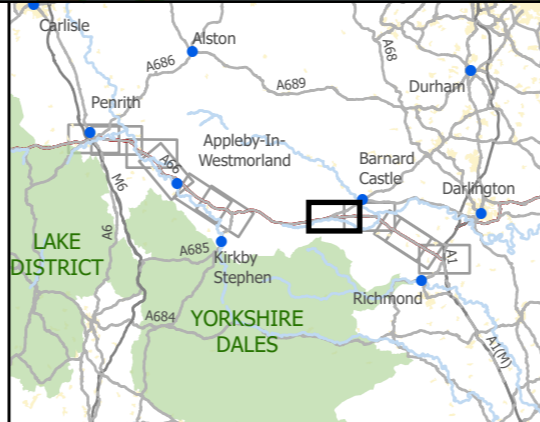 Carlisle
Alston
A686
A689
A68
Durham
Penrith
Appleby-In-
Westmorland
A66
M6
A6
Barnard
Castle
Darlington
LAKE
DISTRICT
A685
Kirkby
Stephen
A1
Richmond
A684
YORKSHIRE
DALES
A1(M)